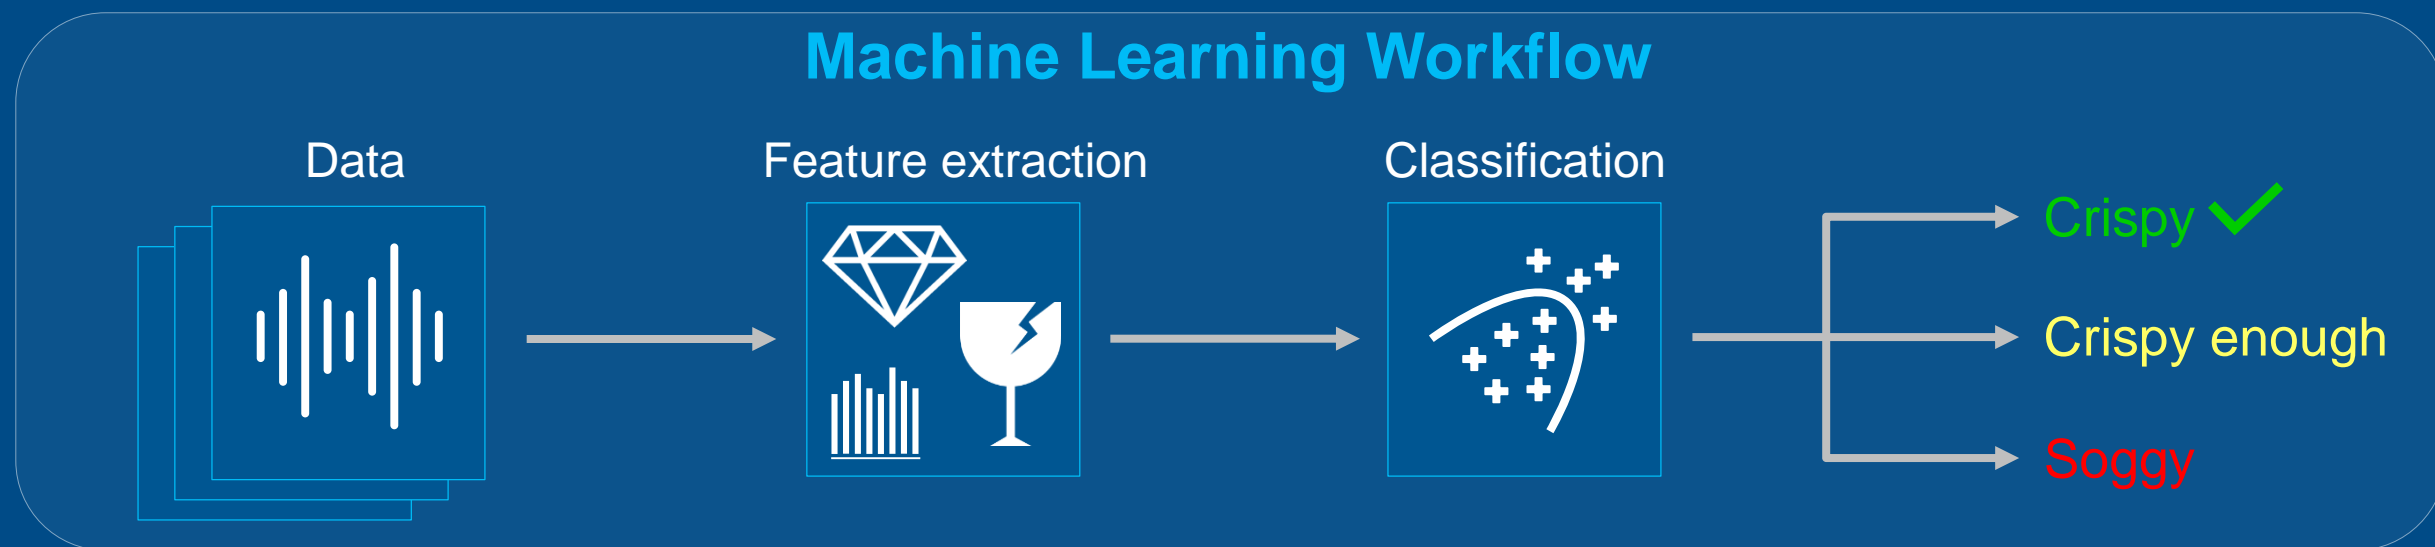 Machine Learning Workflow
Data
Feature extraction
Classification
Crispy
Crispy enough
Soggy